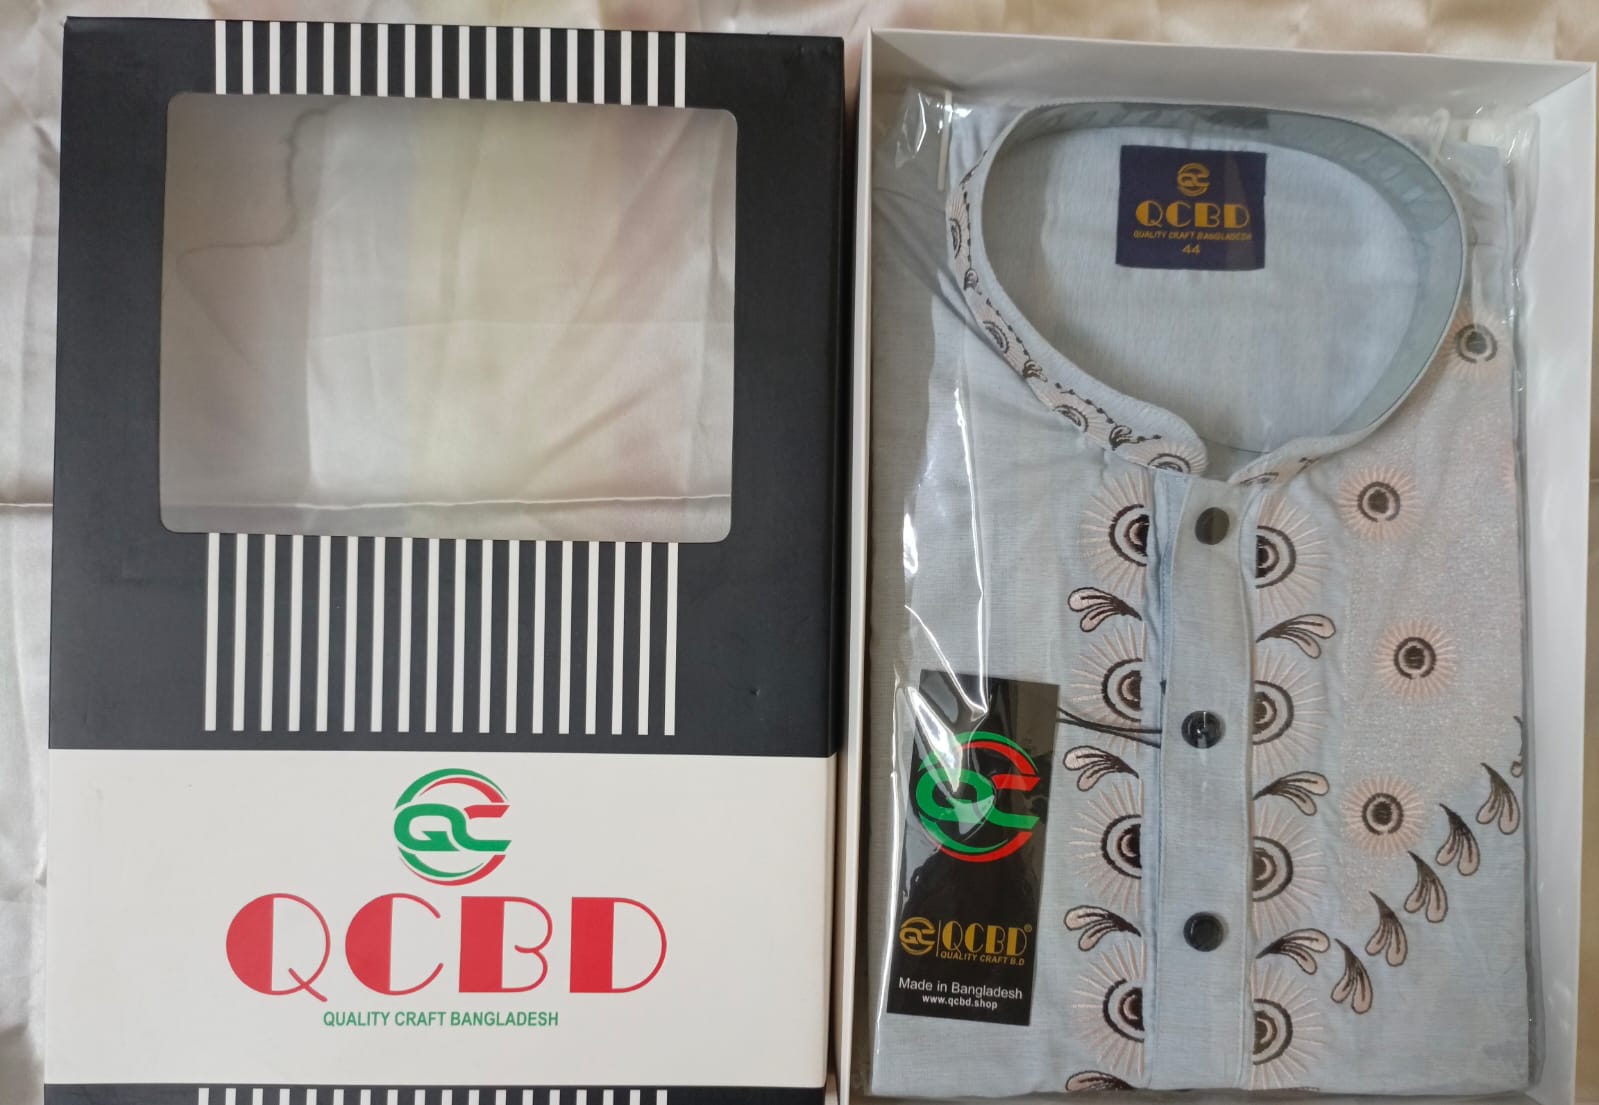 QC
QCBD
QUALITY CRAFT BANGLADESH
QC
QCBD
QUALITY CRAFT BANGLADESH
44
QC
QC QCBD®
QUALITY CRAFT B.D
Made in Bangladesh
www.qcbd.shop